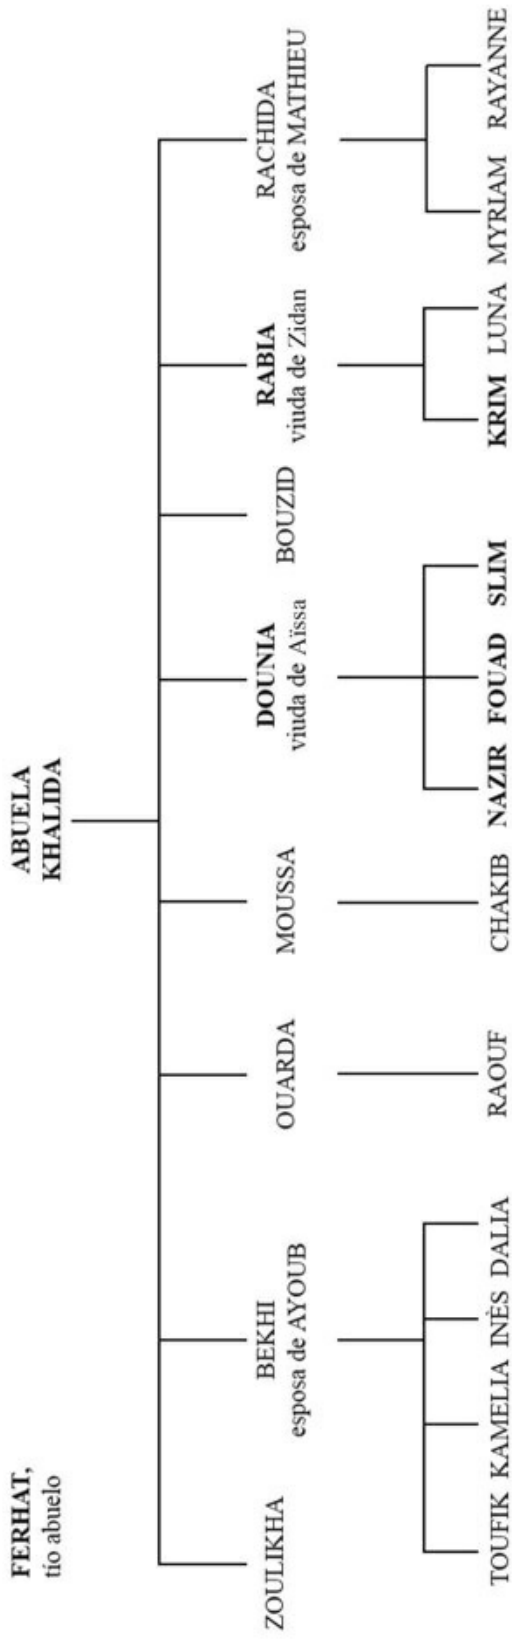 FERHAT,
tío abuelo
ABUELA
KHALIDA
ZOULIKHA
BEKHI
esposa de AYOUB
OUARDA
MOUSSA
DOUNIA
viuda de Aïssa
BOUZID
RABIA
viuda de Zidan
RACHIDA
esposa de MATHIEU
TOUFIK KAMELIA INÈS DALIA
RAOUF
CHAKIB
NAZIR FOUAD SLIM
KRIM LUNA
MYRIAM RAYANNE